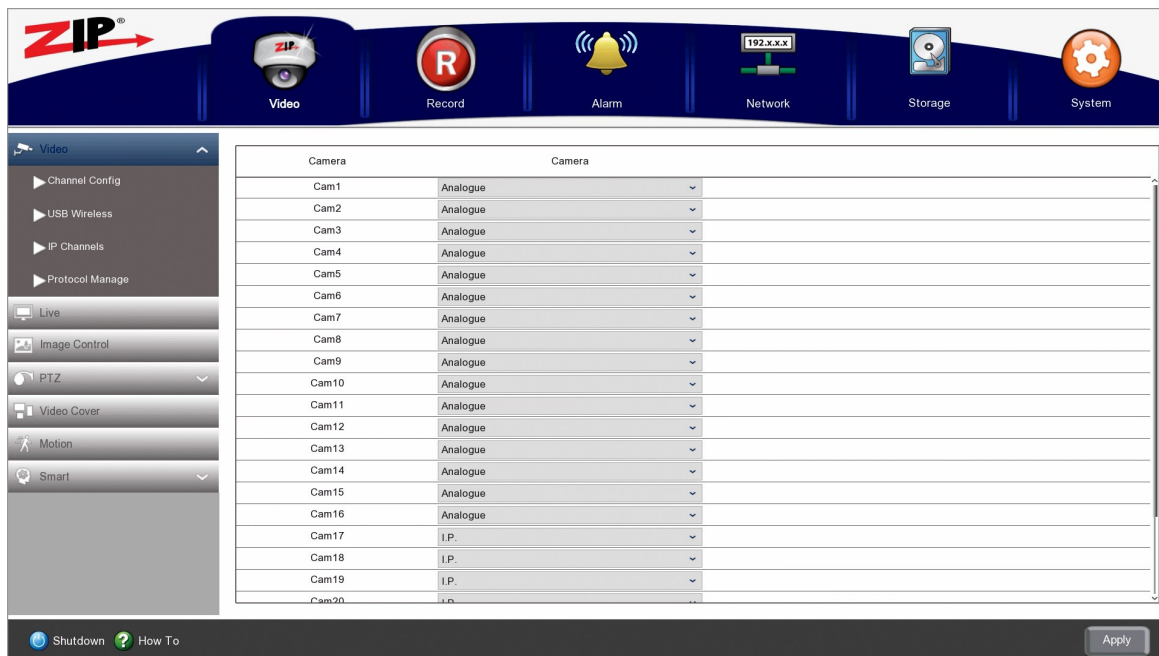 ZIP®
ZIP
R
192.x.x.x
Video
Record
Alarm
Network
Storage
System
Video
Channel Config
USB Wireless
IP Channels
Protocol Manage
Live
Image Control
PTZ
Video Cover
Motion
Smart
Camera Camera
Cam1 Analogue
Cam2 Analogue
Cam3 Analogue
Cam4 Analogue
Cam5 Analogue
Cam6 Analogue
Cam7 Analogue
Cam8 Analogue
Cam9 Analogue
Cam10 Analogue
Cam11 Analogue
Cam12 Analogue
Cam13 Analogue
Cam14 Analogue
Cam15 Analogue
Cam16 Analogue
Cam17 I.P.
Cam18 I.P.
Cam19 I.P.
Cam20 I.P.
Shutdown ? How To
Apply